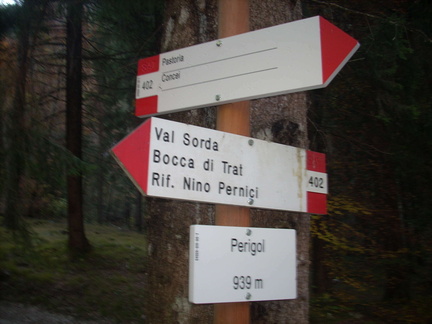 Pastoria
402
Concei
Val Sorda
Bocca di Trat
Rif. Nino Pernici
402
Perigol
939 m